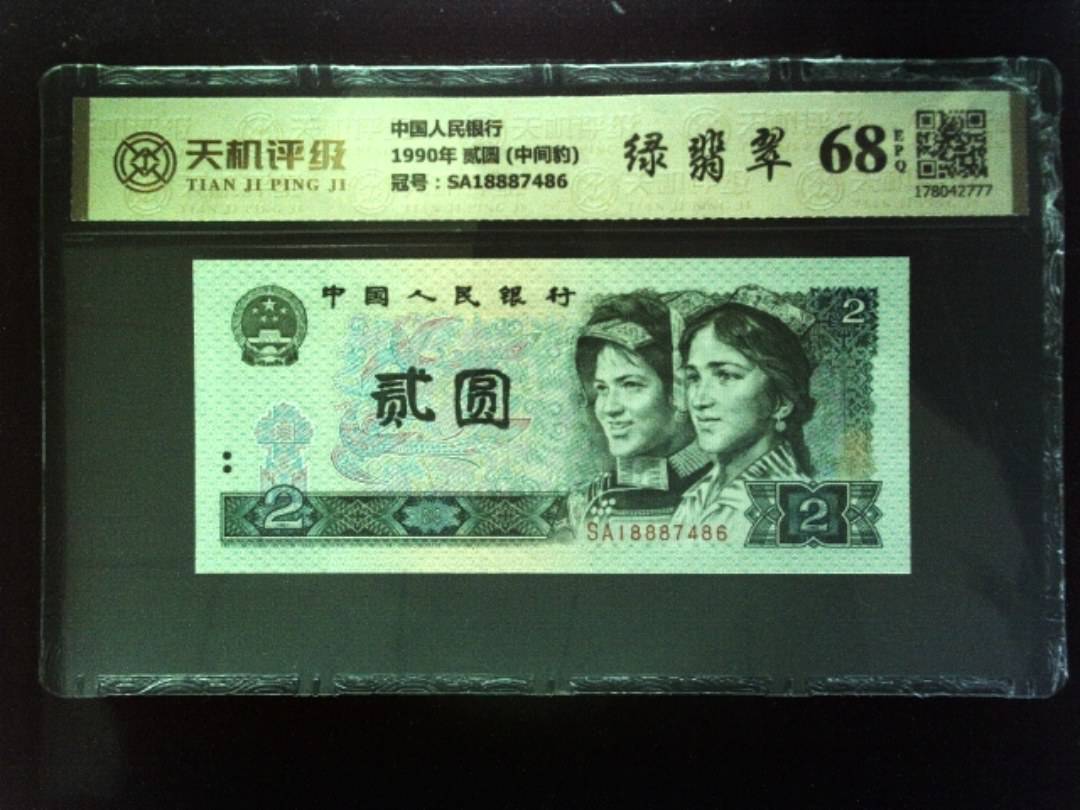 天机评级
TIAN JI PING JI
中国人民银行
1990年 贰圆 (中间豹)
冠号：SA18887486
绿翡翠
68
EPQ
178042777
中国人民银行
2
贰圆
2
SA18887486
2